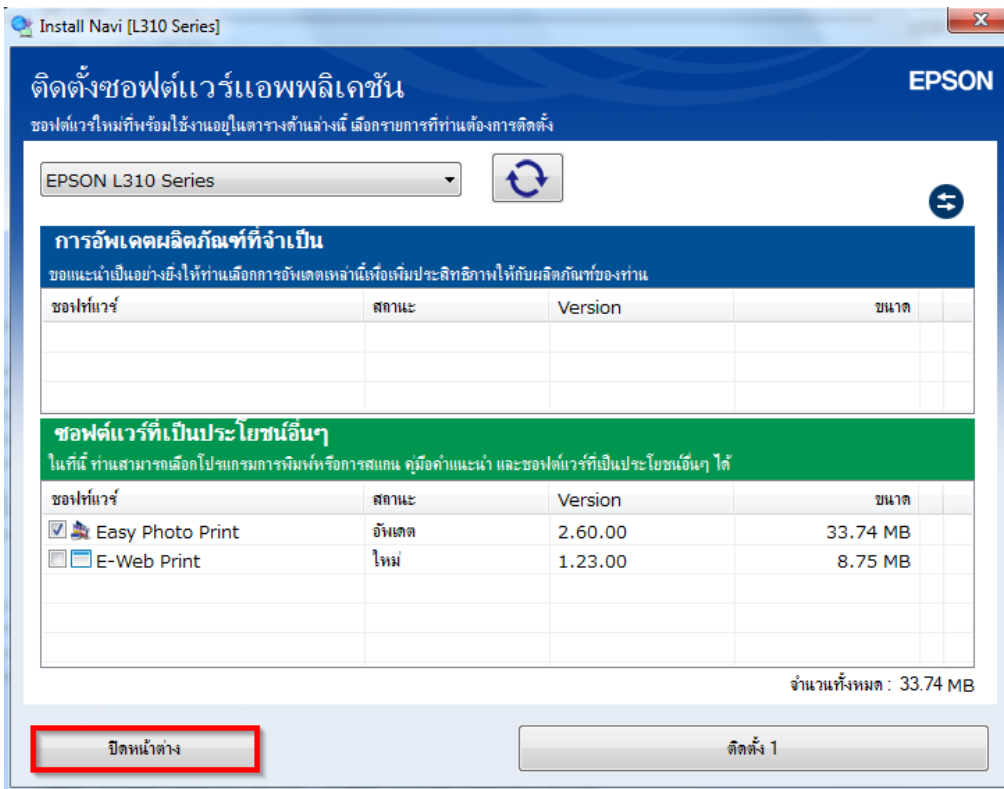 Install Navi [L310 Series]
ติดตั้งซอฟต์แวร์แอพพลิเคชัน
EPSON
ซอฟต์แวร์ใหม่ที่พร้อมใช้งานอยู่ในตารางด้านล่างนี้ เลือกรายการที่ท่านต้องการติดตั้ง
EPSON L310 Series
การอัพเดตผลิตภัณฑ์ที่จำเป็น
ขอแนะนำเป็นอย่างยิ่งให้ท่านเลือกการอัพเดตเหล่านี้เพื่อเพิ่มประสิทธิภาพให้กับผลิตภัณฑ์ของท่าน
ซอฟท์แวร์ สถานะ Version ขนาด
ซอฟต์แวร์ที่เป็นประโยชน์อื่นๆ
ในที่นี้ ท่านสามารถเลือกโปรแกรมการพิมพ์หรือการสแกน คู่มือคำแนะนำ และซอฟต์แวร์ที่เป็นประโยชน์อื่นๆ ได้
ซอฟท์แวร์ สถานะ Version ขนาด
Easy Photo Print อัพเดต 2.60.00 33.74 MB
E-Web Print ใหม่ 1.23.00 8.75 MB
จำนวนทั้งหมด : 33.74 MB
ปิดหน้าต่าง
ติดตั้ง 1